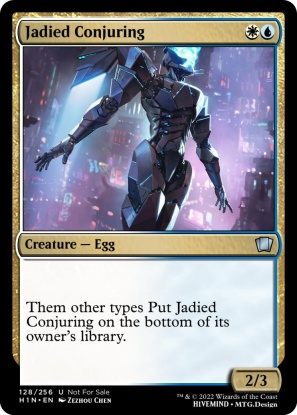 Jadied Conjuring
Creature — Egg
Them other types Put Jadied
Conjuring on the bottom of its
owner's library.
2/3
128/256 U Not For Sale
H1N • EN Zezhou Chen
™ & © 2022 Wizards of the Coast
HIVEMIND • MTG.Design